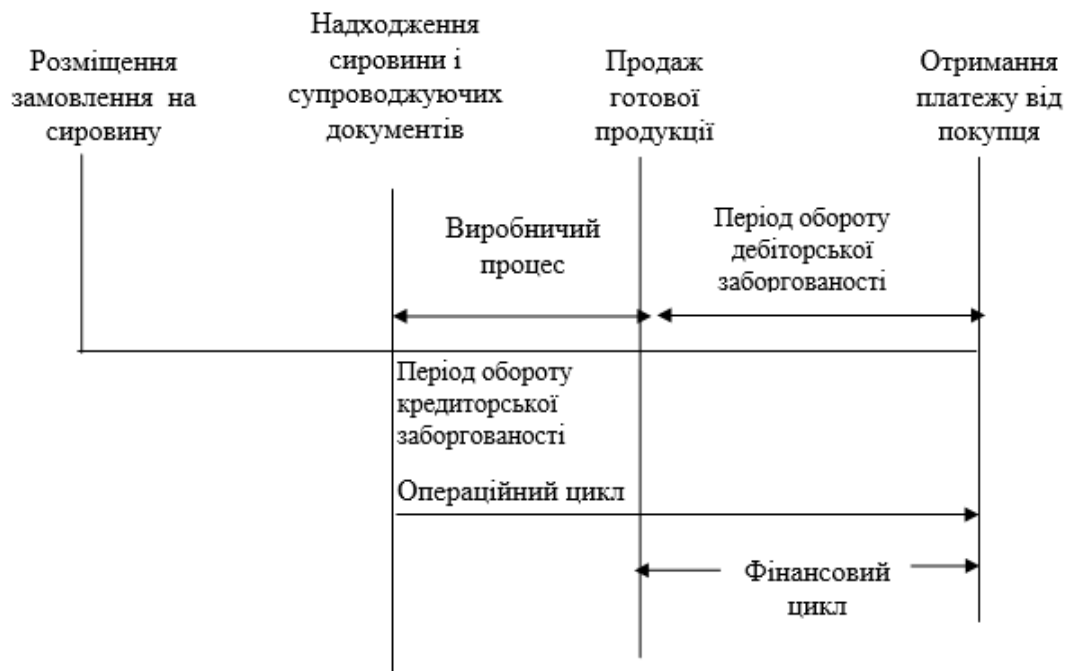 Розміщення
замовлення на
сировину
Надходження
сировини і
супроводжуючих
документів
Продаж
готової
продукції
Отримання
платежу від
покупця
Виробничий
процес
Період обороту
дебіторської
заборгованості
Період обороту
кредиторської
заборгованості
Операційний цикл
Фінансовий
цикл